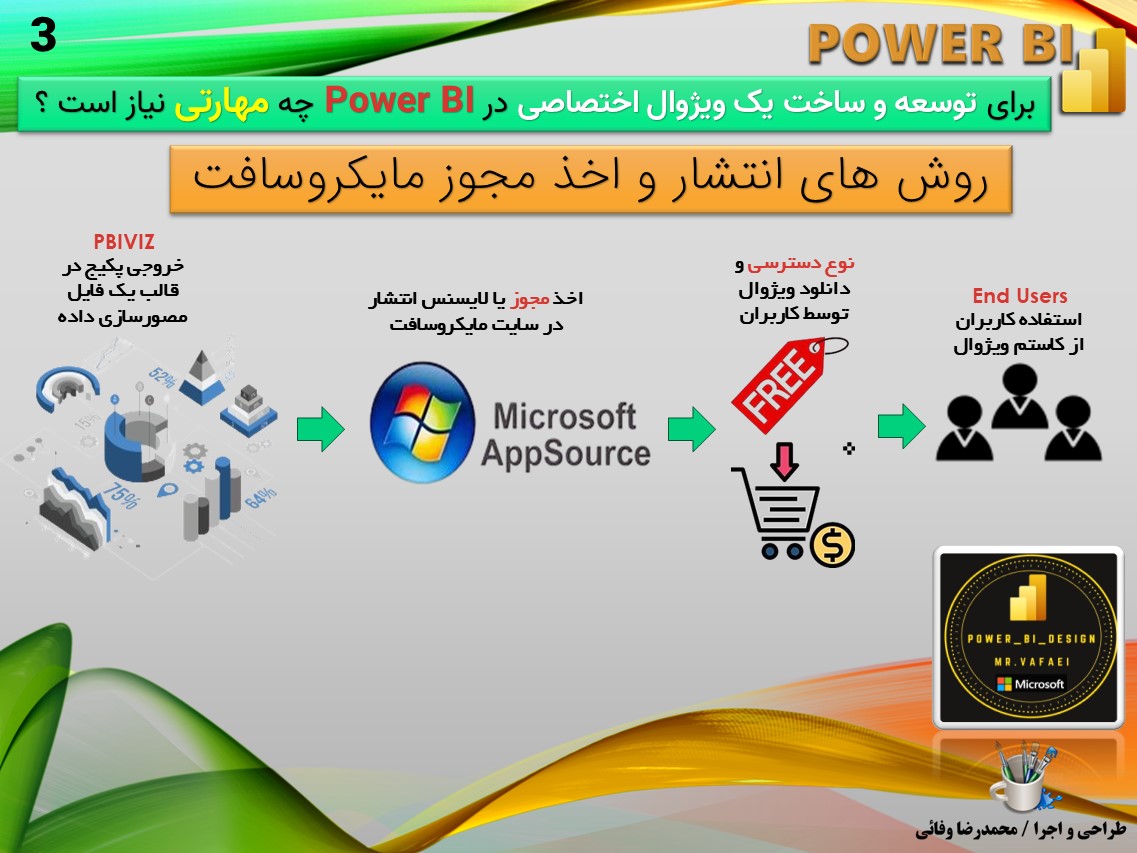 3
POWER BI
برای توسعه و ساخت یک ویژوال اختصاصی در Power BI چه مهارتی نیاز است ؟
روش های انتشار و اخذ مجوز مایکروسافت
PBIVIZ
خروجی پکیج در
قالب یک فایل
مصورسازی داده
52%
15%
75%
64%
اخذ مجوز یا لایسنس انتشار
در سایت مایکروسافت
Microsoft
AppSource
نوع دسترسی و
دانلود ویژوال
توسط کاربران
FREE
$
End Users
استفاده کاربران
از کاستم ویژوال
POWER_BI_DESIGN
MR.VAFAEI
Microsoft
طراحی و اجرا / محمدرضا وفائی